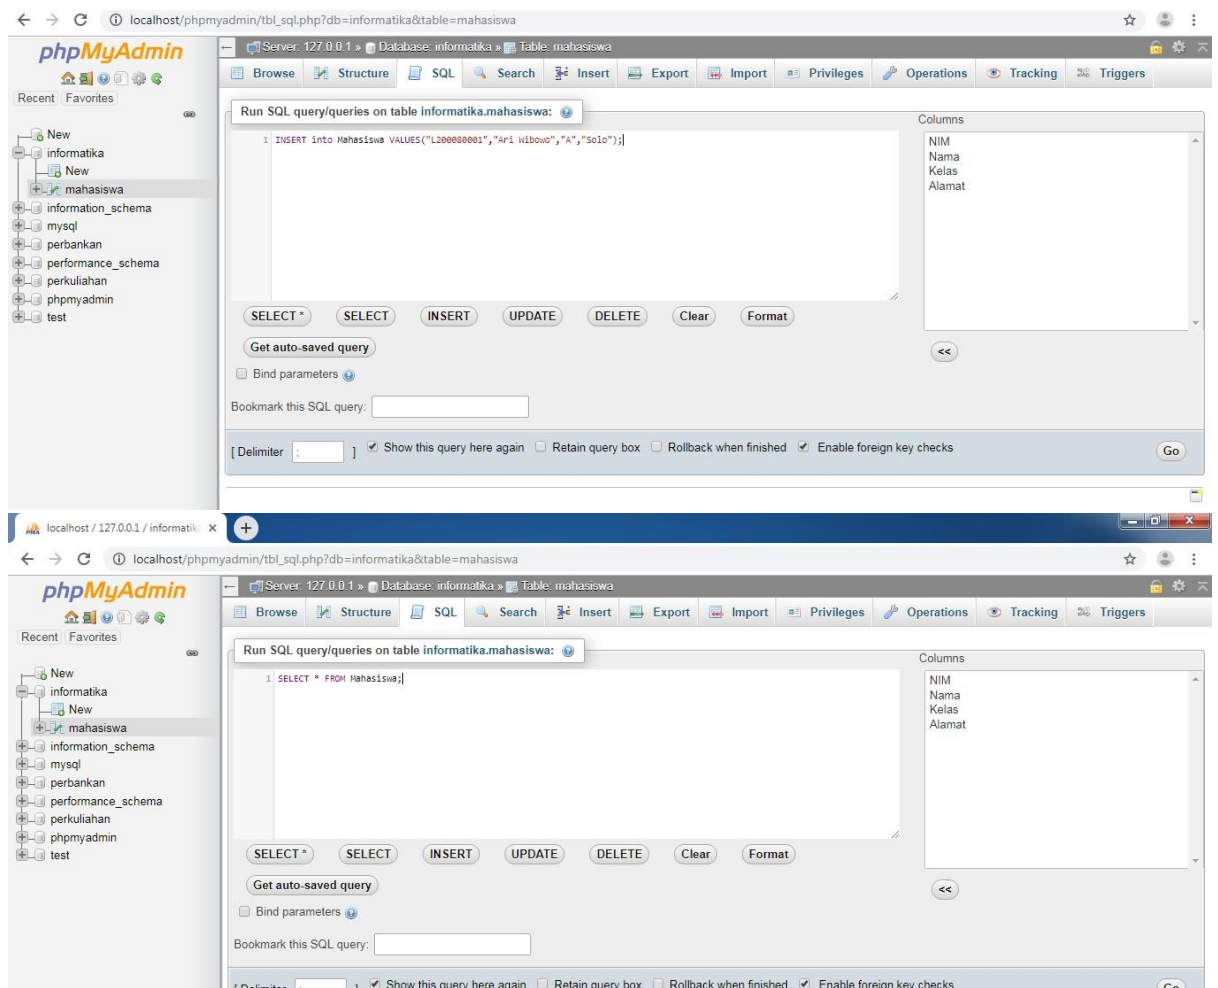 localhost/phpmyadmin/tbl_sql.php?db=informatika&table=mahasiswa
phpMyAdmin
Server: 127.0.0.1 » Database: informatika » Table: mahasiswa
Browse Structure SQL Search Insert Export Import Privileges Operations Tracking Triggers
Recent Favorites
New
informatika
New
mahasiswa
information_schema
mysql
perbankan
performance_schema
perkuliahan
phpmyadmin
test
Run SQL query/queries on table informatika.mahasiswa:
1 INSERT into Mahasiswa VALUES("L200080001","Ari Wibowo","A","Solo");
Columns
NIM
Nama
Kelas
Alamat
SELECT * SELECT INSERT UPDATE DELETE Clear Format
Get auto-saved query
<<
Bind parameters
Bookmark this SQL query:
[ Delimiter ; ] Show this query here again Retain query box Rollback when finished Enable foreign key checks Go
localhost / 127.0.0.1 / informatik
localhost/phpmyadmin/tbl_sql.php?db=informatika&table=mahasiswa
phpMyAdmin
Server: 127.0.0.1 » Database: informatika » Table: mahasiswa
Browse Structure SQL Search Insert Export Import Privileges Operations Tracking Triggers
Recent Favorites
New
informatika
New
mahasiswa
information_schema
mysql
perbankan
performance_schema
perkuliahan
phpmyadmin
test
Run SQL query/queries on table informatika.mahasiswa:
1 SELECT * FROM Mahasiswa;
Columns
NIM
Nama
Kelas
Alamat
SELECT * SELECT INSERT UPDATE DELETE Clear Format
Get auto-saved query
<<
Bind parameters
Bookmark this SQL query:
[ Delimiter ; ] Show this query here again Retain query box Rollback when finished Enable foreign key checks Go